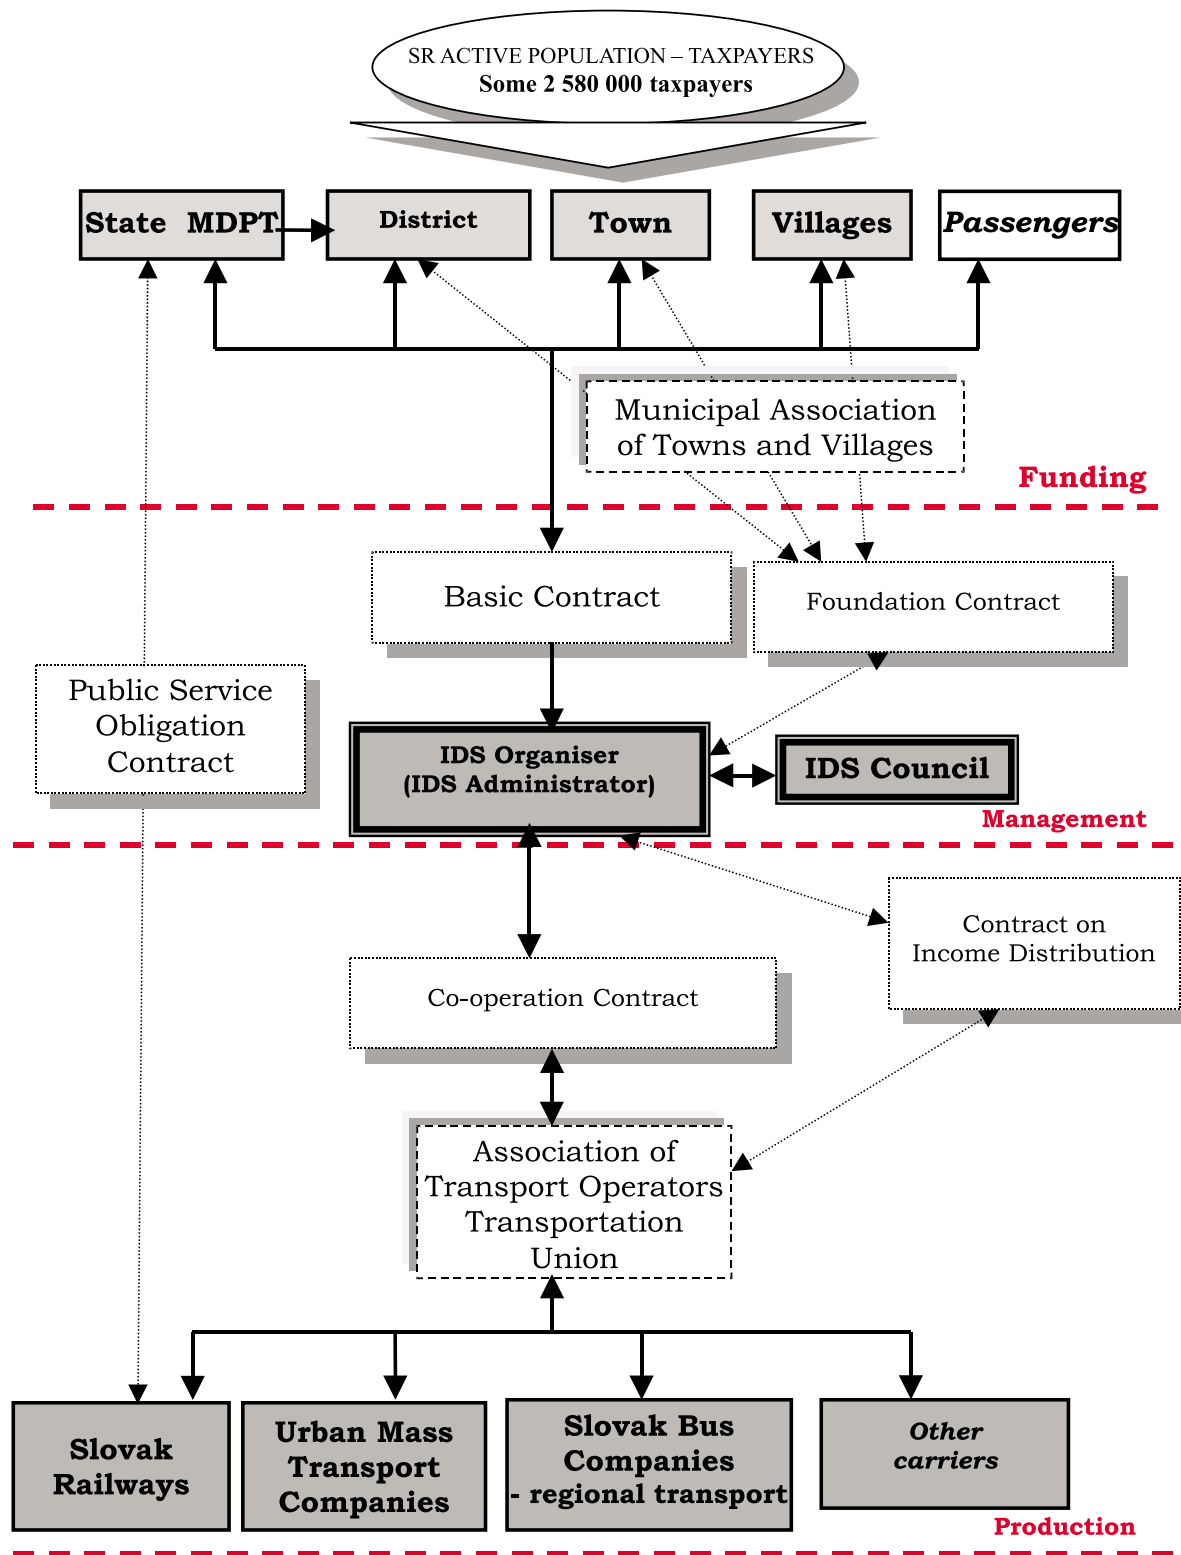 SR ACTIVE POPULATION – TAXPAYERS
Some 2 580 000 taxpayers
State MDPT
District
Town
Villages
Passengers
Municipal Association
of Towns and Villages
Funding
Basic Contract
Foundation Contract
Public Service
Obligation
Contract
IDS Organiser
(IDS Administrator)
IDS Council
Management
Contract on
Income Distribution
Co-operation Contract
Association of
Transport Operators
Transportation
Union
Slovak
Railways
Urban Mass
Transport
Companies
Slovak Bus
Companies
- regional transport
Other
carriers
Production